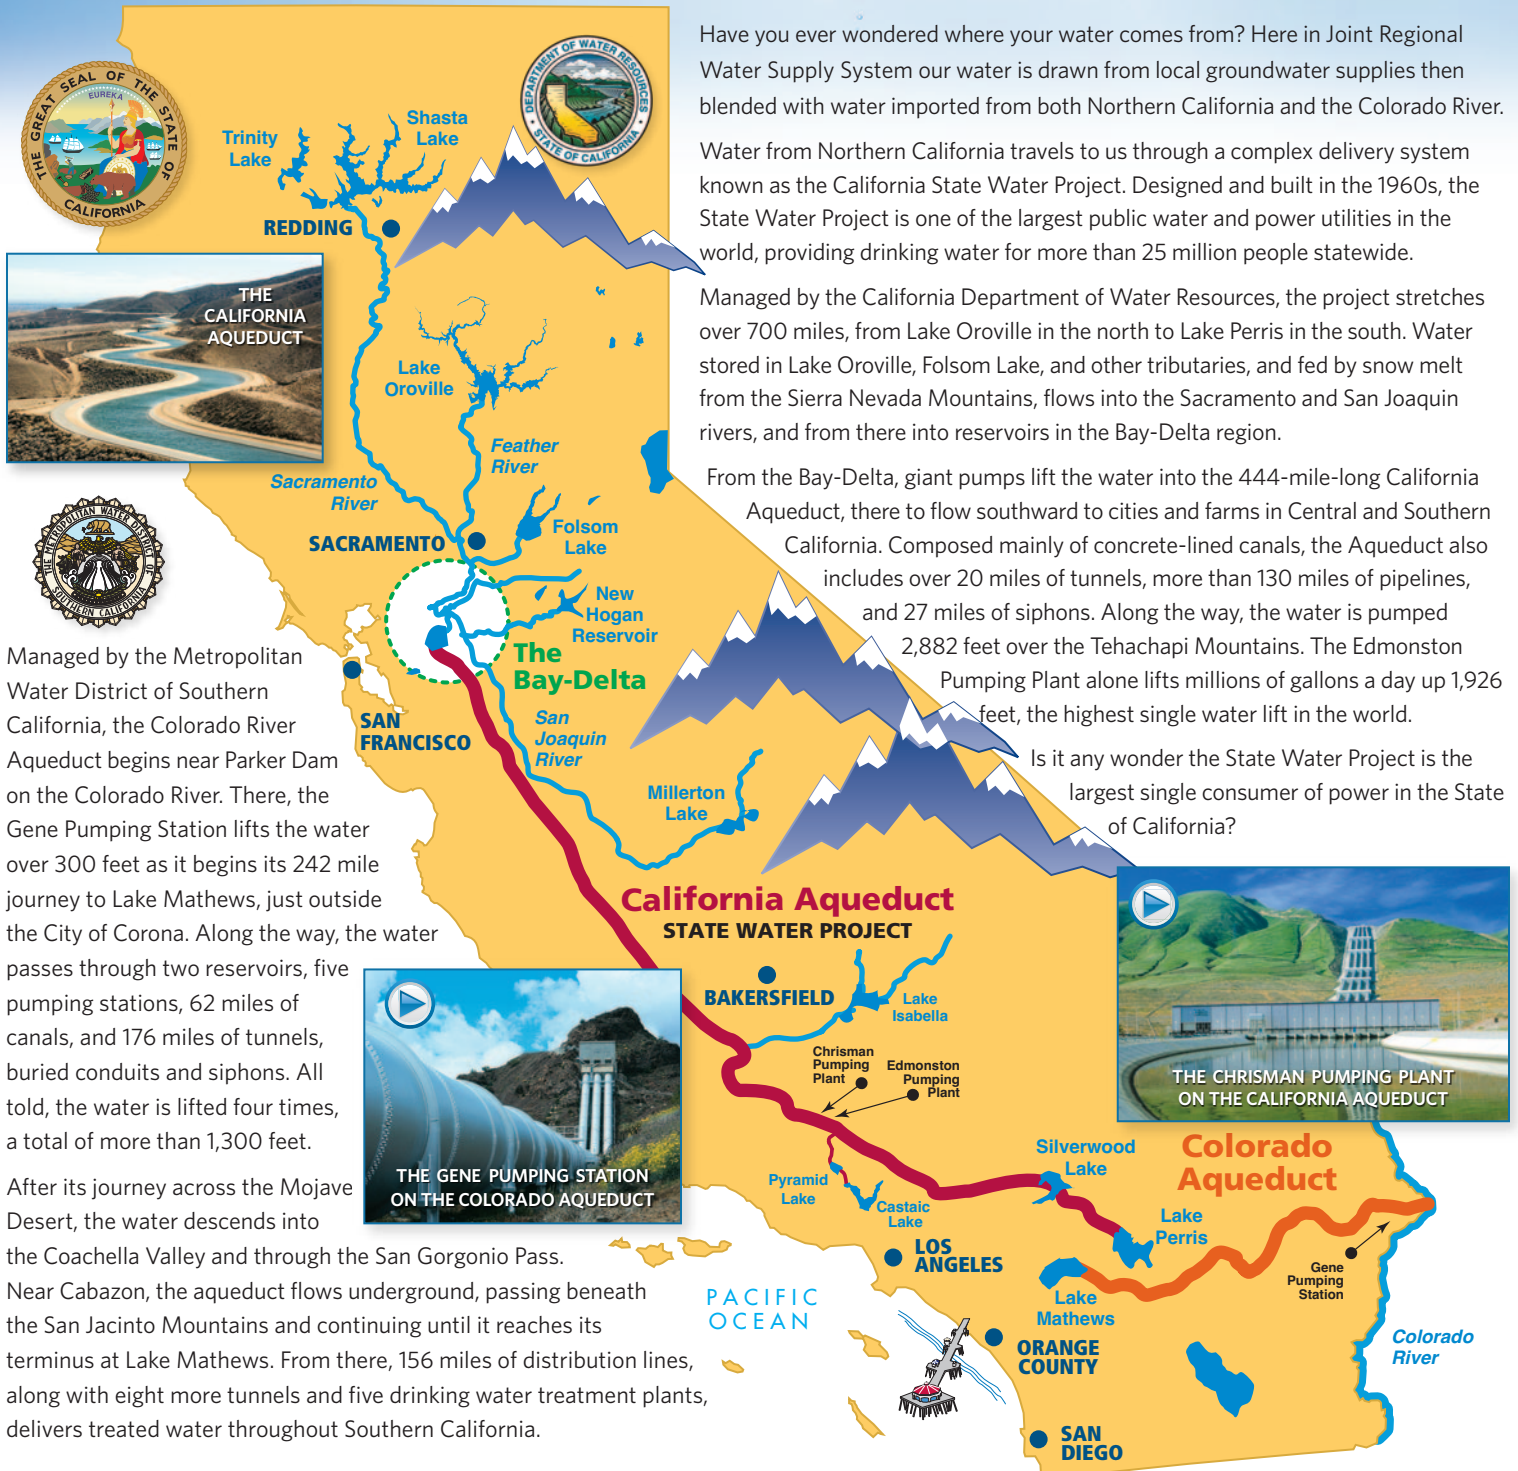 Have you ever wondered where your water comes from? Here in Joint Regional
Water Supply System our water is drawn from local groundwater supplies then
blended with water imported from both Northern California and the Colorado River.
Water from Northern California travels to us through a complex delivery system
known as the California State Water Project. Designed and built in the 1960s, the
State Water Project is one of the largest public water and power utilities in the
world, providing drinking water for more than 25 million people statewide.
Managed by the California Department of Water Resources, the project stretches
over 700 miles, from Lake Oroville in the north to Lake Perris in the south. Water
stored in Lake Oroville, Folsom Lake, and other tributaries, and fed by snow melt
from the Sierra Nevada Mountains, flows into the Sacramento and San Joaquin
rivers, and from there into reservoirs in the Bay-Delta region.
From the Bay-Delta, giant pumps lift the water into the 444-mile-long California
Aqueduct, there to flow southward to cities and farms in Central and Southern
California. Composed mainly of concrete-lined canals, the Aqueduct also
includes over 20 miles of tunnels, more than 130 miles of pipelines,
and 27 miles of siphons. Along the way, the water is pumped
2,882 feet over the Tehachapi Mountains. The Edmonston
Pumping Plant alone lifts millions of gallons a day up 1,926
feet, the highest single water lift in the world.
Is it any wonder the State Water Project is the
largest single consumer of power in the State
of California?
THE GREAT SEAL OF THE STATE OF
CALIFORNIA
EUREKA
DEPARTMENT OF WATER RESOURCES
STATE OF CALIFORNIA
Trinity
Lake
Shasta
Lake
REDDING
THE
CALIFORNIA
AQUEDUCT
Lake
Oroville
Feather
River
Sacramento
River
SACRAMENTO
Folsom
Lake
New
Hogan
Reservoir
The
Bay-Delta
THE METROPOLITAN WATER DISTRICT OF
SOUTHERN CALIFORNIA
SAN
FRANCISCO
San
Joaquin
River
Millerton
Lake
Managed by the Metropolitan
Water District of Southern
California, the Colorado River
Aqueduct begins near Parker Dam
on the Colorado River. There, the
Gene Pumping Station lifts the water
over 300 feet as it begins its 242 mile
journey to Lake Mathews, just outside
the City of Corona. Along the way, the water
passes through two reservoirs, five
pumping stations, 62 miles of
canals, and 176 miles of tunnels,
buried conduits and siphons. All
told, the water is lifted four times,
a total of more than 1,300 feet.
After its journey across the Mojave
Desert, the water descends into
the Coachella Valley and through the San Gorgonio Pass.
Near Cabazon, the aqueduct flows underground, passing beneath
the San Jacinto Mountains and continuing until it reaches its
terminus at Lake Mathews. From there, 156 miles of distribution lines,
along with eight more tunnels and five drinking water treatment plants,
delivers treated water throughout Southern California.
California Aqueduct
STATE WATER PROJECT
BAKERSFIELD
Lake
Isabella
Chrisman
Pumping
Plant
Edmonston
Pumping
Plant
THE GENE PUMPING STATION
ON THE COLORADO AQUEDUCT
THE CHRISMAN PUMPING PLANT
ON THE CALIFORNIA AQUEDUCT
Pyramid
Lake
Castaic
Lake
Silverwood
Lake
Colorado
Aqueduct
Lake
Perris
LOS
ANGELES
Gene
Pumping
Station
Lake
Mathews
PACIFIC
OCEAN
ORANGE
COUNTY
Colorado
River
SAN
DIEGO